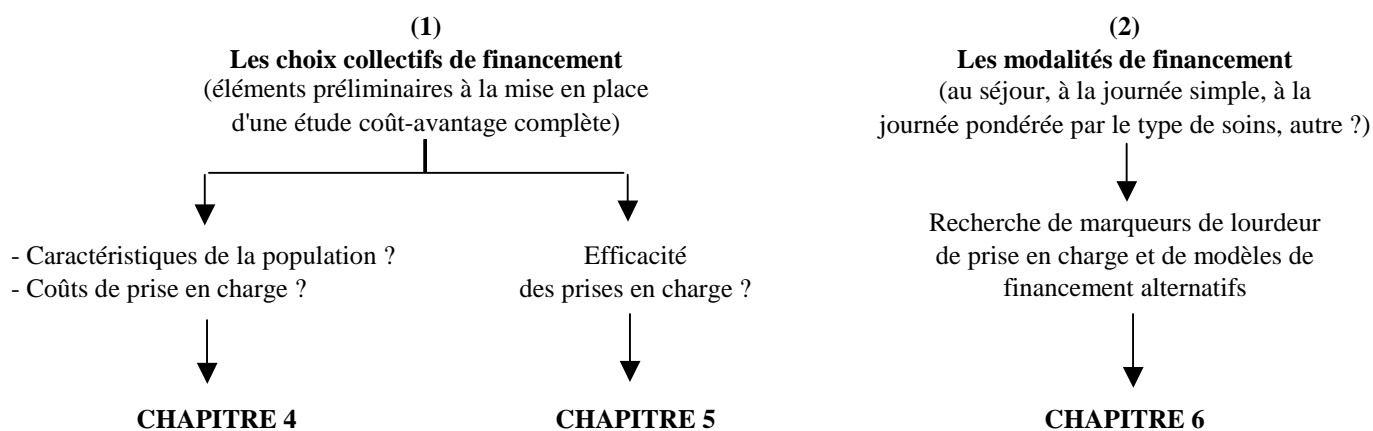 (1)
Les choix collectifs de financement
(éléments préliminaires à la mise en place
d'une étude coût-avantage complète)
- Caractéristiques de la population ?
- Coûts de prise en charge ?
CHAPITRE 4
Efficacité
des prises en charge ?
CHAPITRE 5
(2)
Les modalités de financement
(au séjour, à la journée simple, à la
journée pondérée par le type de soins, autre ?)
Recherche de marqueurs de lourdeur
de prise en charge et de modèles de
financement alternatifs
CHAPITRE 6